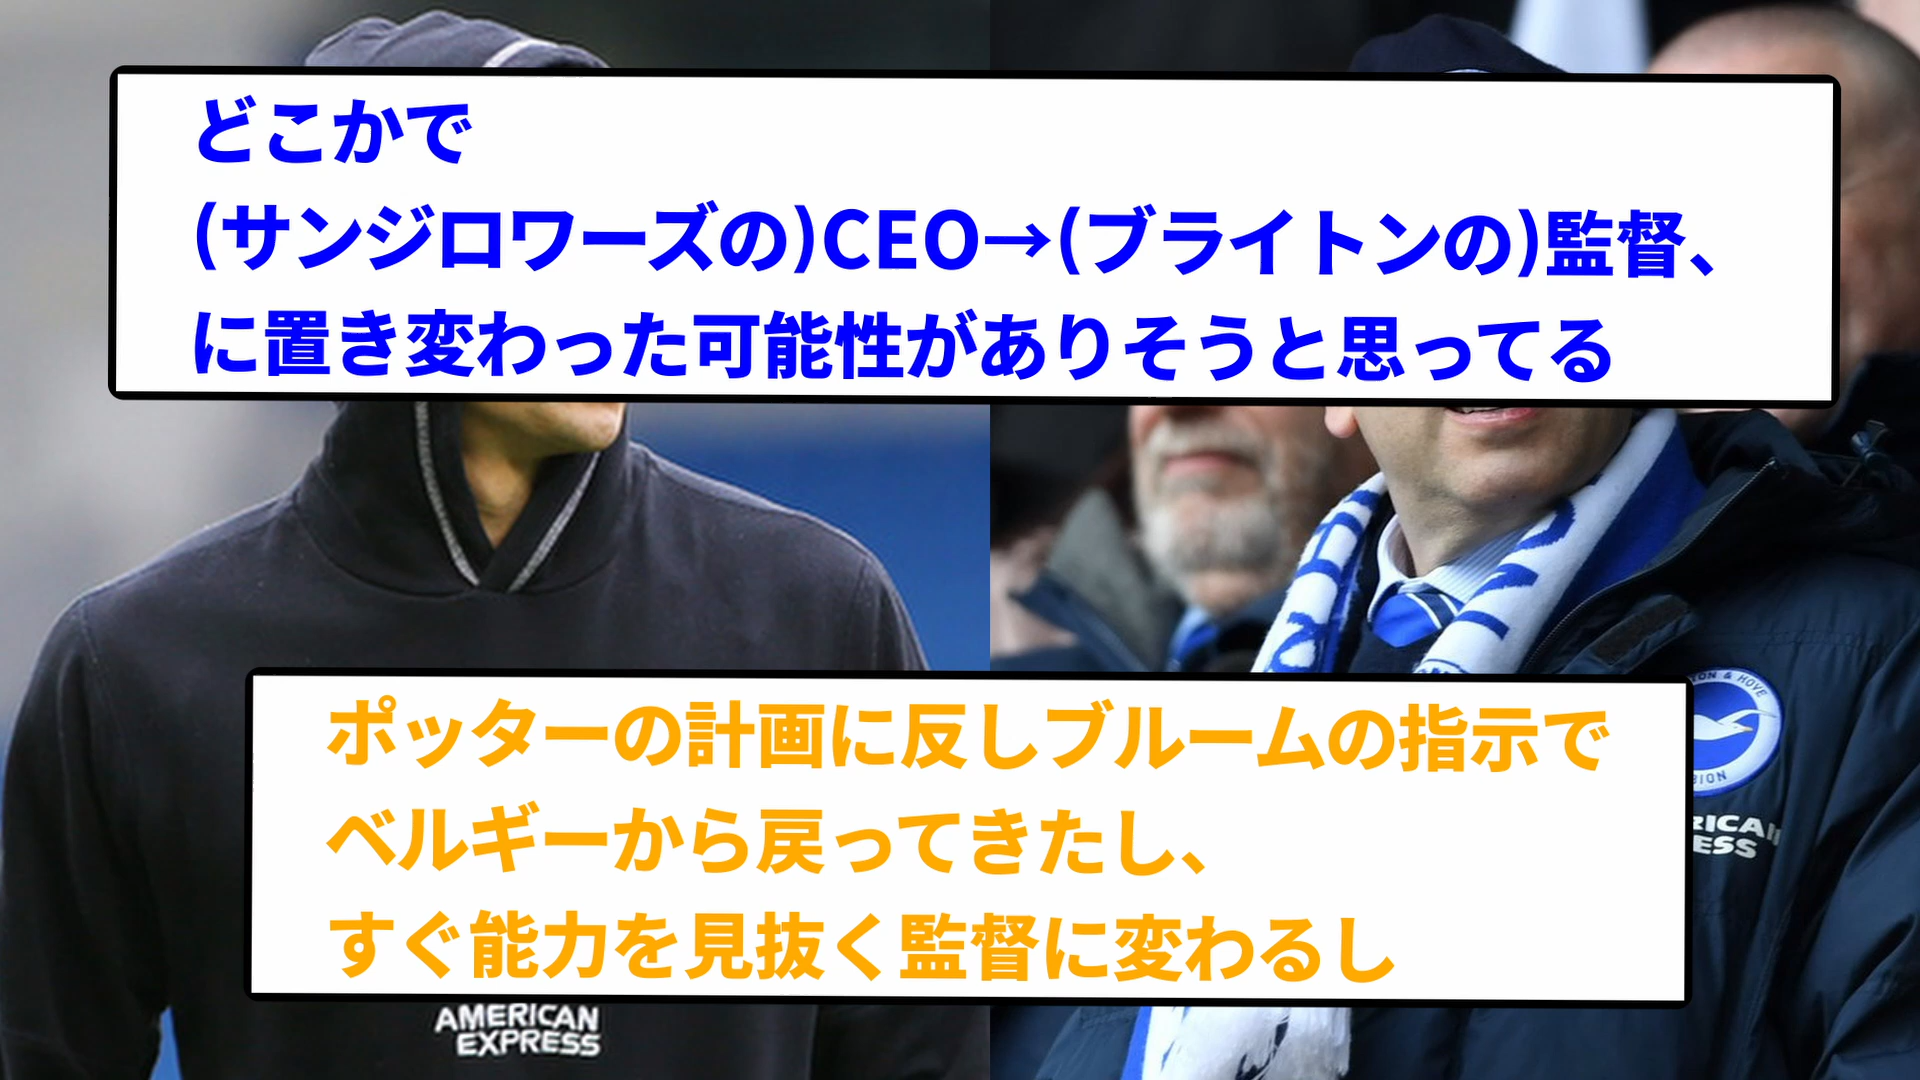 どこかで
(サンジロワーズの)CEO→(ブライトンの)監督、
に置き変わった可能性がありそうと思ってる
ポッターの計画に反しブルームの指示で
ベルギーから戻ってきたし、
すぐ能力を見抜く監督に変わるし
AMERICAN
EXPRESS